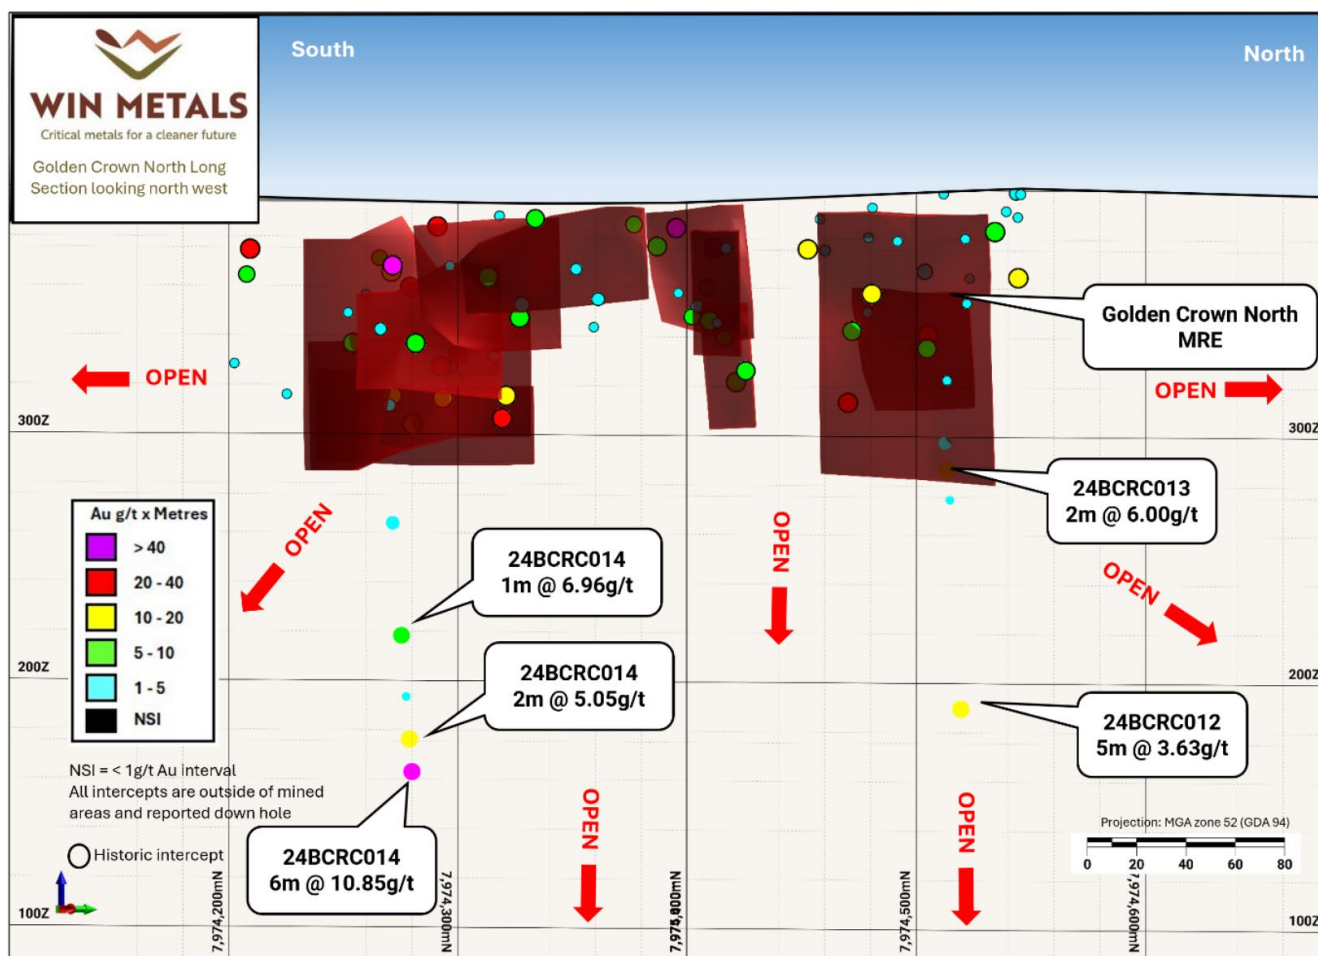 WIN METALS
Critical metals for a cleaner future
Golden Crown North Long
Section looking north west
South
North
Golden Crown North
MRE
OPEN
OPEN
300Z
300Z
24BCRC013
2m @ 6.00g/t
Au g/t x Metres
> 40
20 - 40
10 - 20
5 - 10
1 - 5
NSI
OPEN
24BCRC014
1m @ 6.96g/t
OPEN
OPEN
200Z
200Z
24BCRC014
2m @ 5.05g/t
24BCRC012
5m @ 3.63g/t
NSI = < 1g/t Au interval
All intercepts are outside of mined
areas and reported down hole
Historic intercept
24BCRC014
6m @ 10.85g/t
OPEN
OPEN
Projection: MGA zone 52 (GDA 94)
0 20 40 60 80
100Z
100Z
7,974,200mN
7,974,300mN
7,974,500mN
7,974,600mN